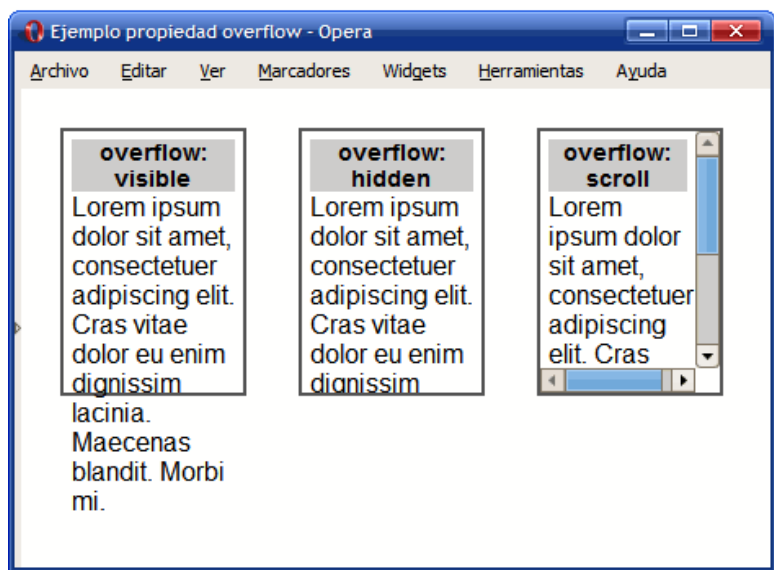 Ejemplo propiedad overflow - Opera
Archivo Editar Ver Marcadores Widgets Herramientas Ayuda
overflow:
visible
Lorem ipsum
dolor sit amet,
consectetuer
adipiscing elit.
Cras vitae
dolor eu enim
dignissim
lacinia.
Maecenas
blandit. Morbi
mi.
overflow:
hidden
Lorem ipsum
dolor sit amet,
consectetuer
adipiscing elit.
Cras vitae
dolor eu enim
dignissim
overflow:
scroll
Lorem
ipsum dolor
sit amet,
consectetuer
adipiscing
elit. Cras